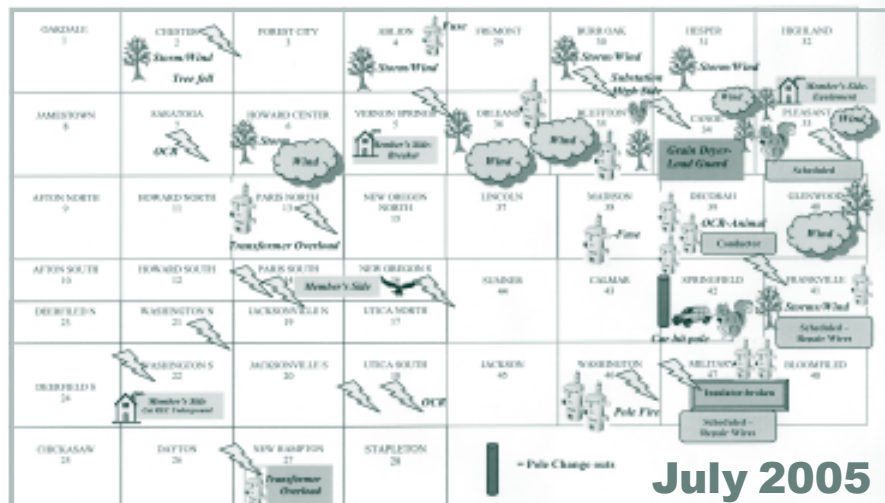 OAKDALE
1
CHESTER
2
Storm/Wind
Tree fell
FOREST CITY
3
ALBION
4
Storm/Wind
Fuse
FREMONT
29
BURR OAK
30
Storm/Wind
Substation
High Side
HESPER
31
Storm/Wind
HIGHLAND
32
Member's Side-
Equipment
JAMESTOWN
8
SARATOGA
7
OCR
HOWARD CENTER
6
Storm
Wind
VERNON SPRINGS
5
Member's Side-
Breaker
ORLEANS
36
Wind
Wind
BLUFFTON
35
CANOE
34
Wind
Grain Dryer-
Load Guard
PLEASANT
33
Wind
Scheduled
AFTON NORTH
9
HOWARD NORTH
11
PARIS NORTH
13
Transformer Overload
NEW OREGON
NORTH
15
LINCOLN
37
MADISON
38
Fuse
DECORAH
39
OCR-Animal
Conductor
GLENWOOD
40
Wind
AFTON SOUTH
10
HOWARD SOUTH
12
PARIS SOUTH
Member's Side
NEW OREGON S
SUMNER
44
CALMAR
43
SPRINGFIELD
42
Car hit pole
FRANKVILLE
41
Storms/Wind
Scheduled -
Repair Wires
DEERFIELD N
23
WASHINGTON N
21
JACKSONVILLE N
19
UTICA NORTH
17
DEERFIELD S
24
WASHINGTON S
22
Member's Side
JACKSONVILLE S
20
UTICA SOUTH
18
OCR
JACKSON
45
WASHINGTON
46
Pole Fire
MILITARY
47
Insulator-broken
Scheduled -
Repair Wires
BLOOMFILED
48
CHICKASAW
25
DAYTON
26
NEW HAMPTON
27
Transformer
Overload
STAPLETON
28
= Pole Change outs
July 2005